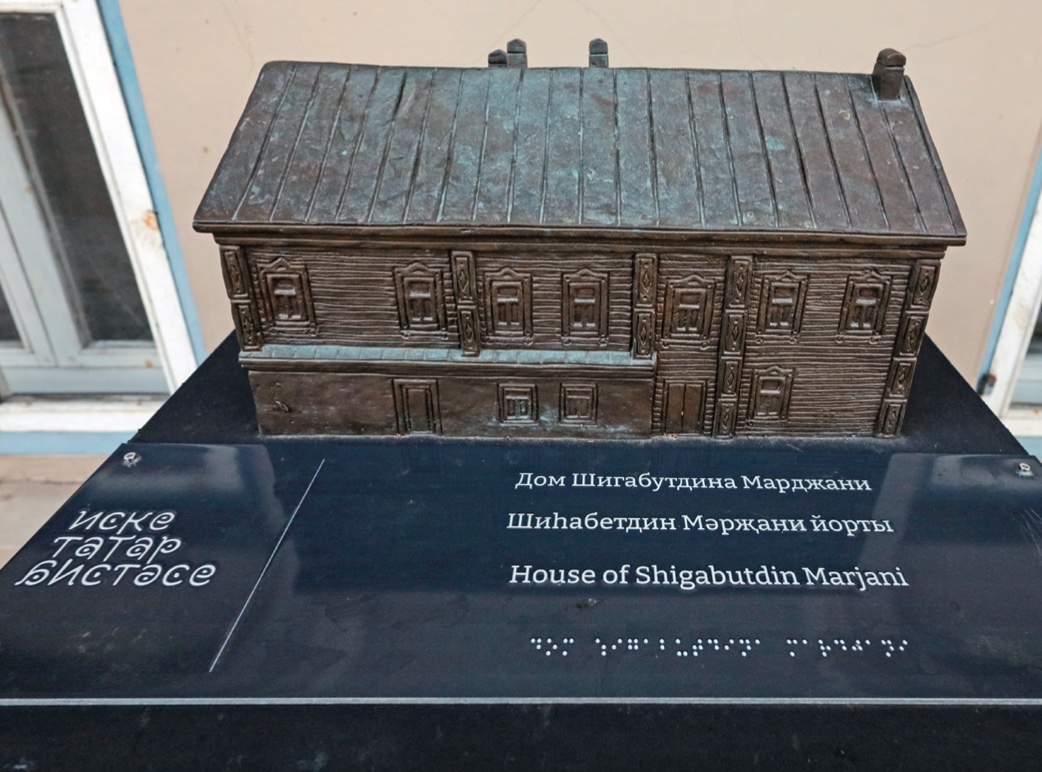 иске
татар
бистәсе
Дом Шигабутдина Марджани
Шиһабетдин Мәрҗани йорты
House of Shigabutdin Marjani